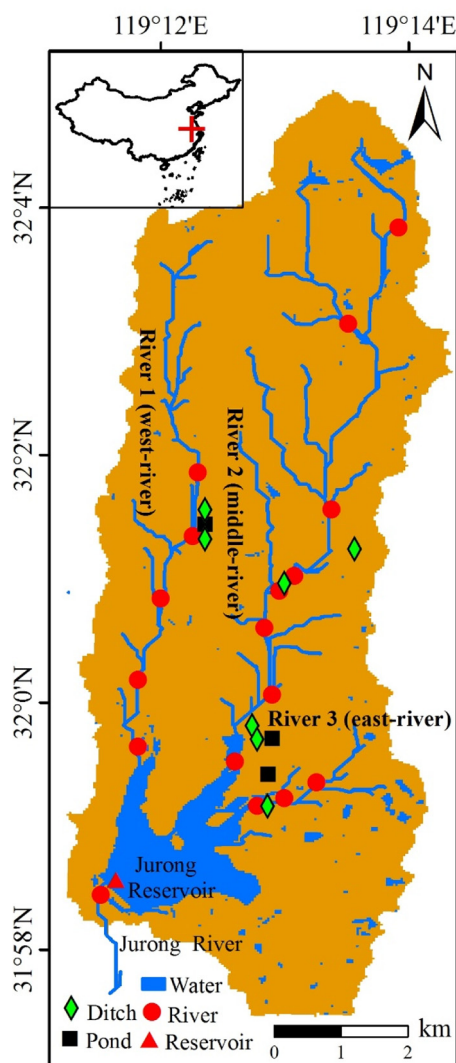 119°12'E
119°14'E
N
32°4'N
32°2'N
32°0'N
31°58'N
River 1 (west-river)
River 2 (middle-river)
River 3 (east-river)
Jurong
Reservoir
Jurong River
Water
Ditch
River
Pond
Reservoir
0 1 2
km